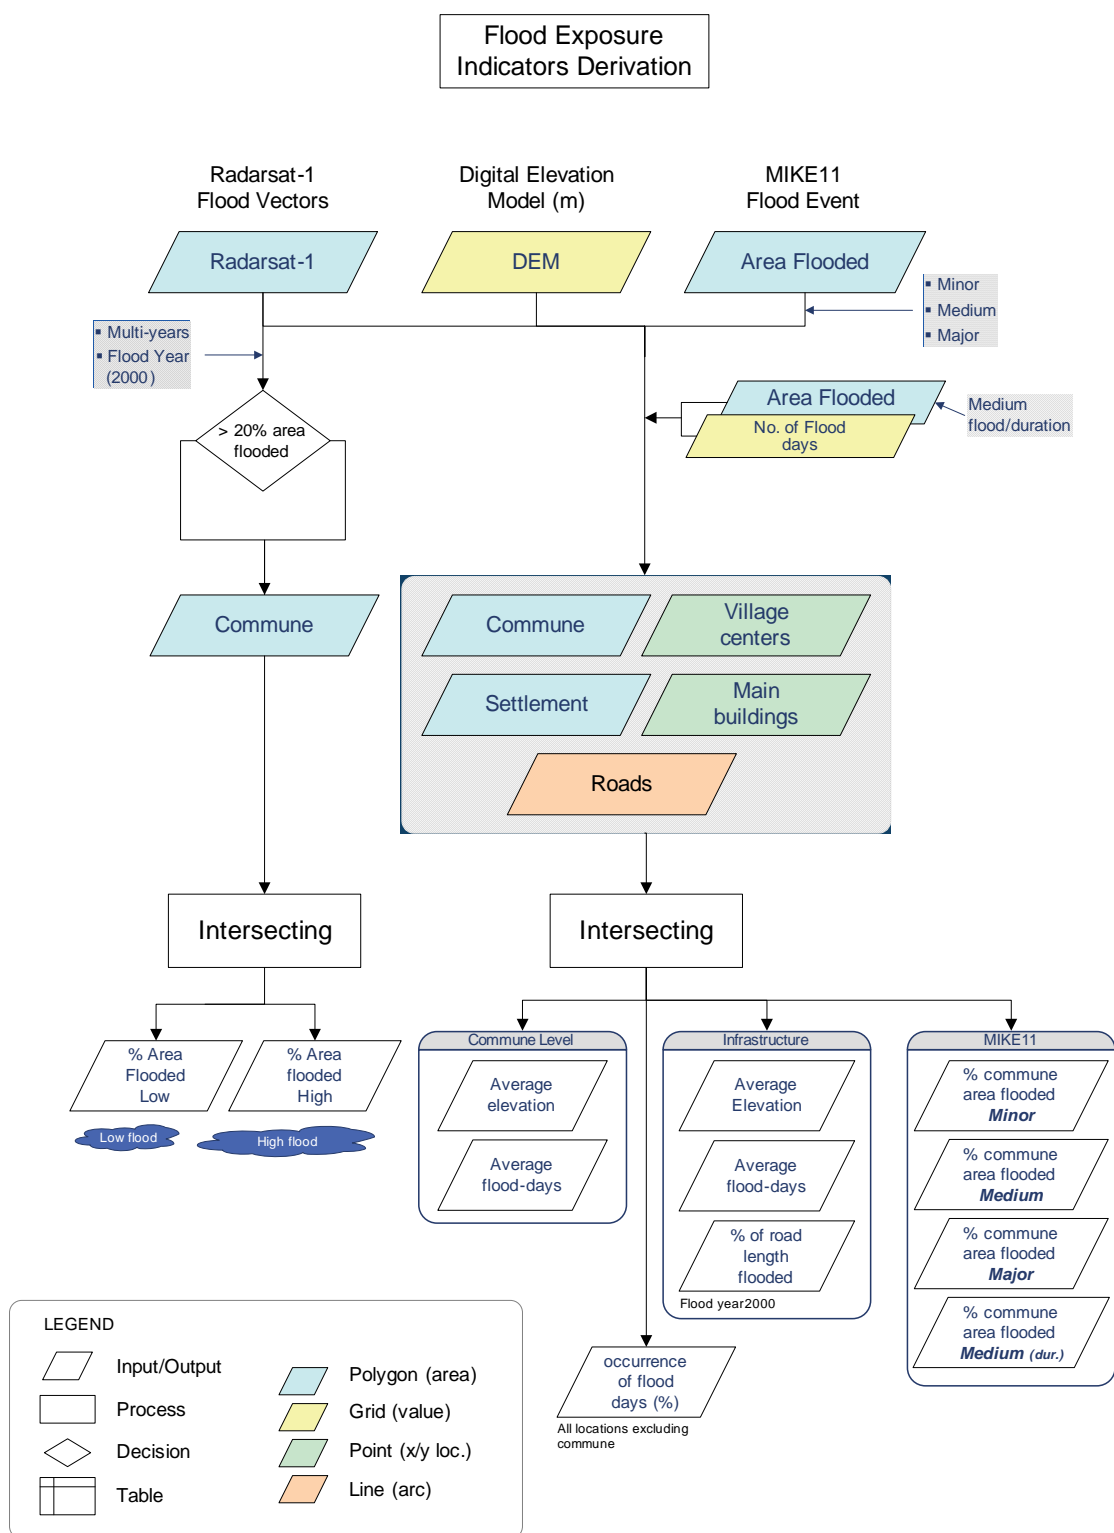 Flood Exposure
Indicators Derivation
Radarsat-1
Flood Vectors
Digital Elevation
Model (m)
MIKE11
Flood Event
Radarsat-1
DEM
Area Flooded
▪ Minor
▪ Medium
▪ Major
▪ Multi-years
▪ Flood Year
(2000)
Area Flooded
No. of Flood
days
Medium
flood/duration
> 20% area
flooded
Commune
Commune
Village
centers
Settlement
Main
buildings
Roads
Intersecting
Intersecting
% Area
Flooded
Low
% Area
flooded
High
Low flood
High flood
Commune Level
Average
elevation
Average
flood-days
Infrastructure
Average
Elevation
Average
flood-days
% of road
length
flooded
Flood year2000
MIKE11
% commune
area flooded
Minor
% commune
area flooded
Medium
% commune
area flooded
Major
% commune
area flooded
Medium (dur.)
occurrence
of flood
days (%)
All locations excluding
commune
LEGEND
Input/Output
Process
Decision
Table
Polygon (area)
Grid (value)
Point (x/y loc.)
Line (arc)